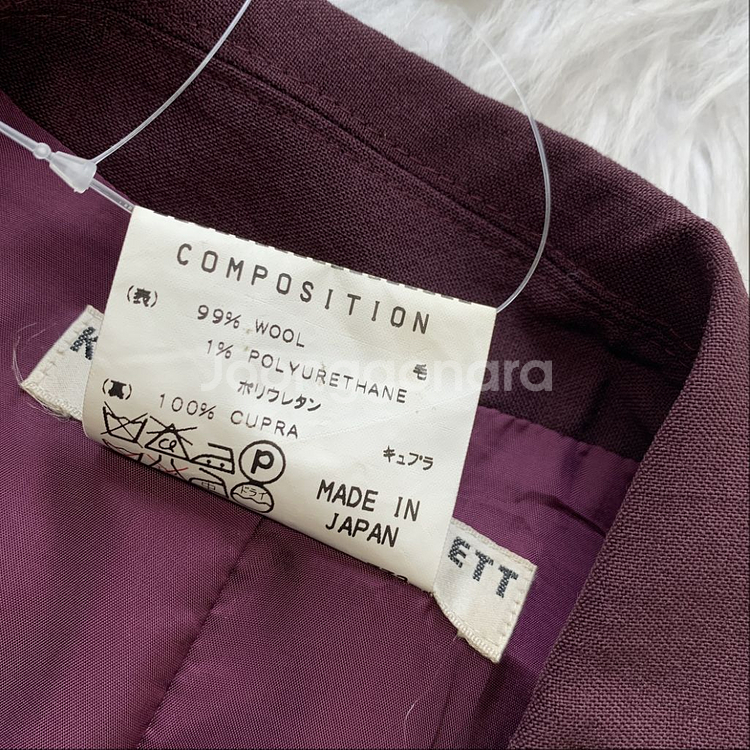 COMPOSITION
(表) 99% WOOL 毛
1% POLYURETHANE
ポリウレタン
(裏) 100% CUPRA
キュプラ
P
ドライ
MADE IN
JAPAN
K
ETT
Joongonara